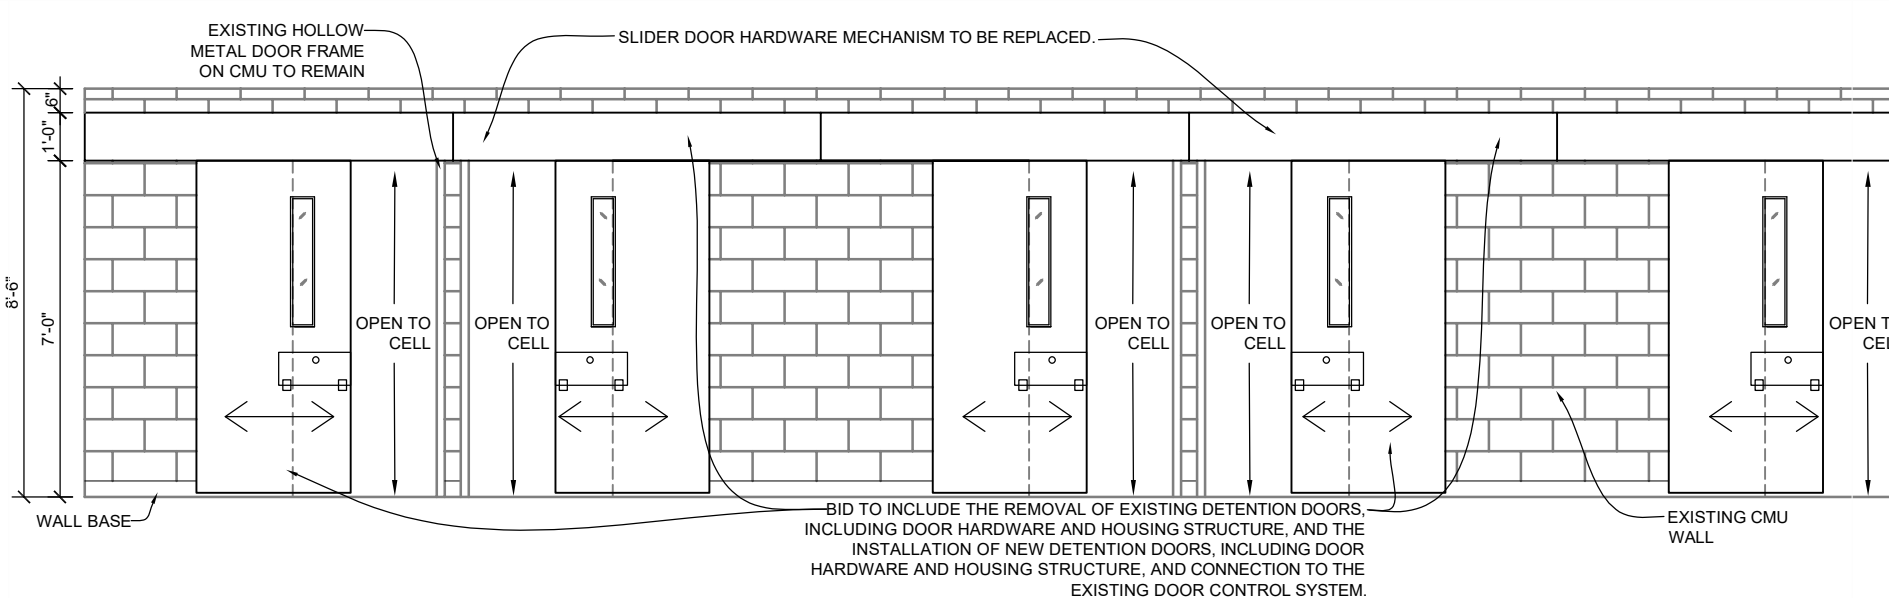 EXISTING HOLLOW
METAL DOOR FRAME
ON CMU TO REMAIN
SLIDER DOOR HARDWARE MECHANISM TO BE REPLACED.
6"
1'-0"
8'-6"
7'-0"
OPEN TO
CELL
OPEN TO
CELL
OPEN TO
CELL
OPEN TO
CELL
OPEN T
CEL
WALL BASE
BID TO INCLUDE THE REMOVAL OF EXISTING DETENTION DOORS,
INCLUDING DOOR HARDWARE AND HOUSING STRUCTURE, AND THE
INSTALLATION OF NEW DETENTION DOORS, INCLUDING DOOR
HARDWARE AND HOUSING STRUCTURE, AND CONNECTION TO THE
EXISTING DOOR CONTROL SYSTEM.
EXISTING CMU
WALL